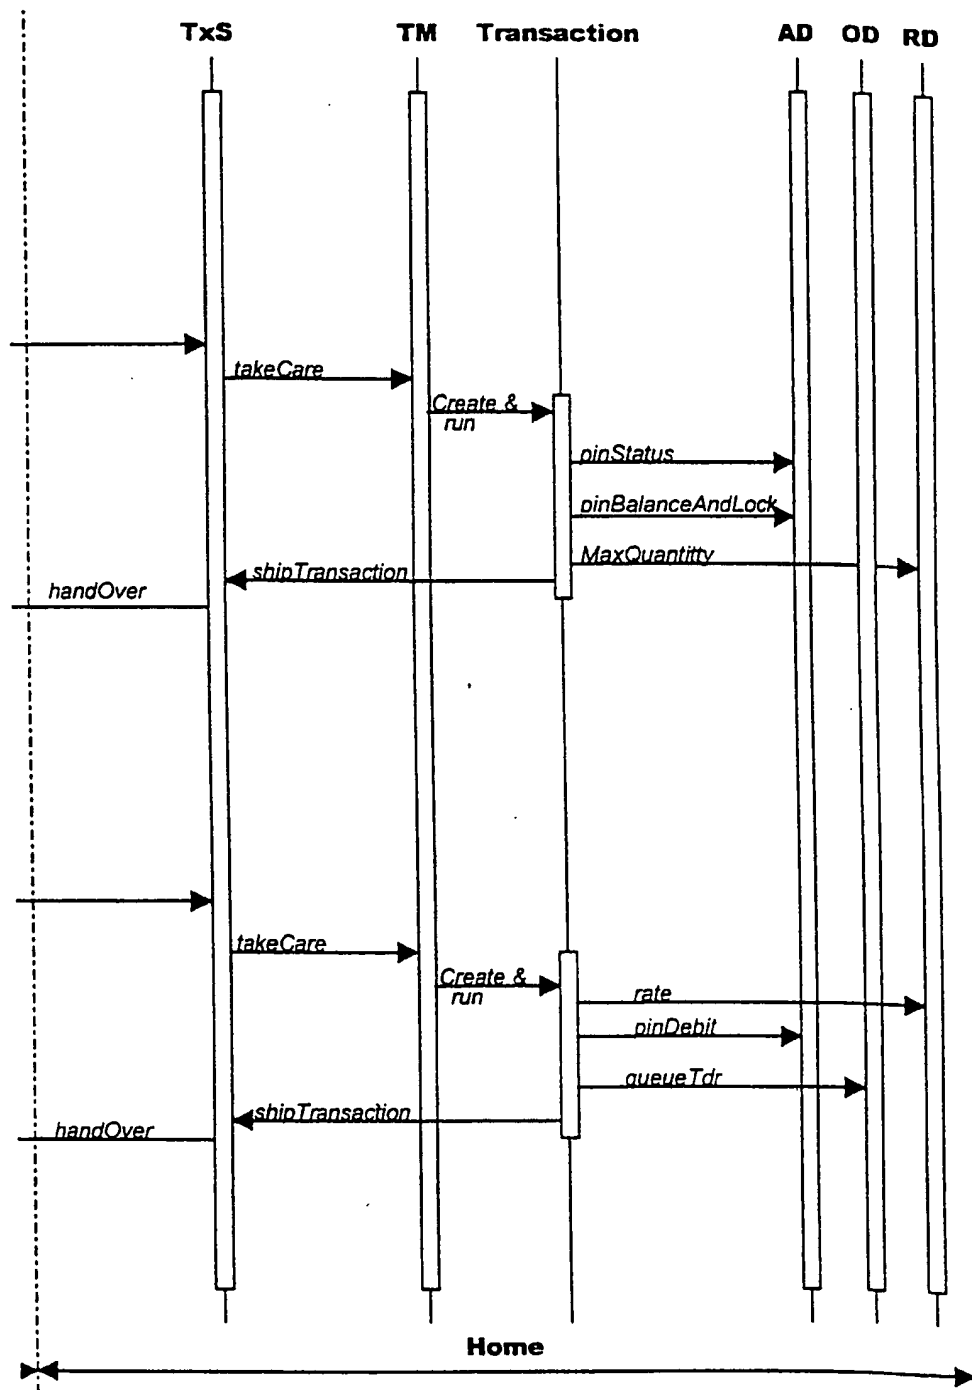 TxS TM Transaction AD OD RD
takeCare
Create &
run
pinStatus
pinBalanceAndLock
MaxQuantitty
shipTransaction
handOver
takeCare
Create &
run
rate
pinDebit
queueTdr
shipTransaction
handOver
Home